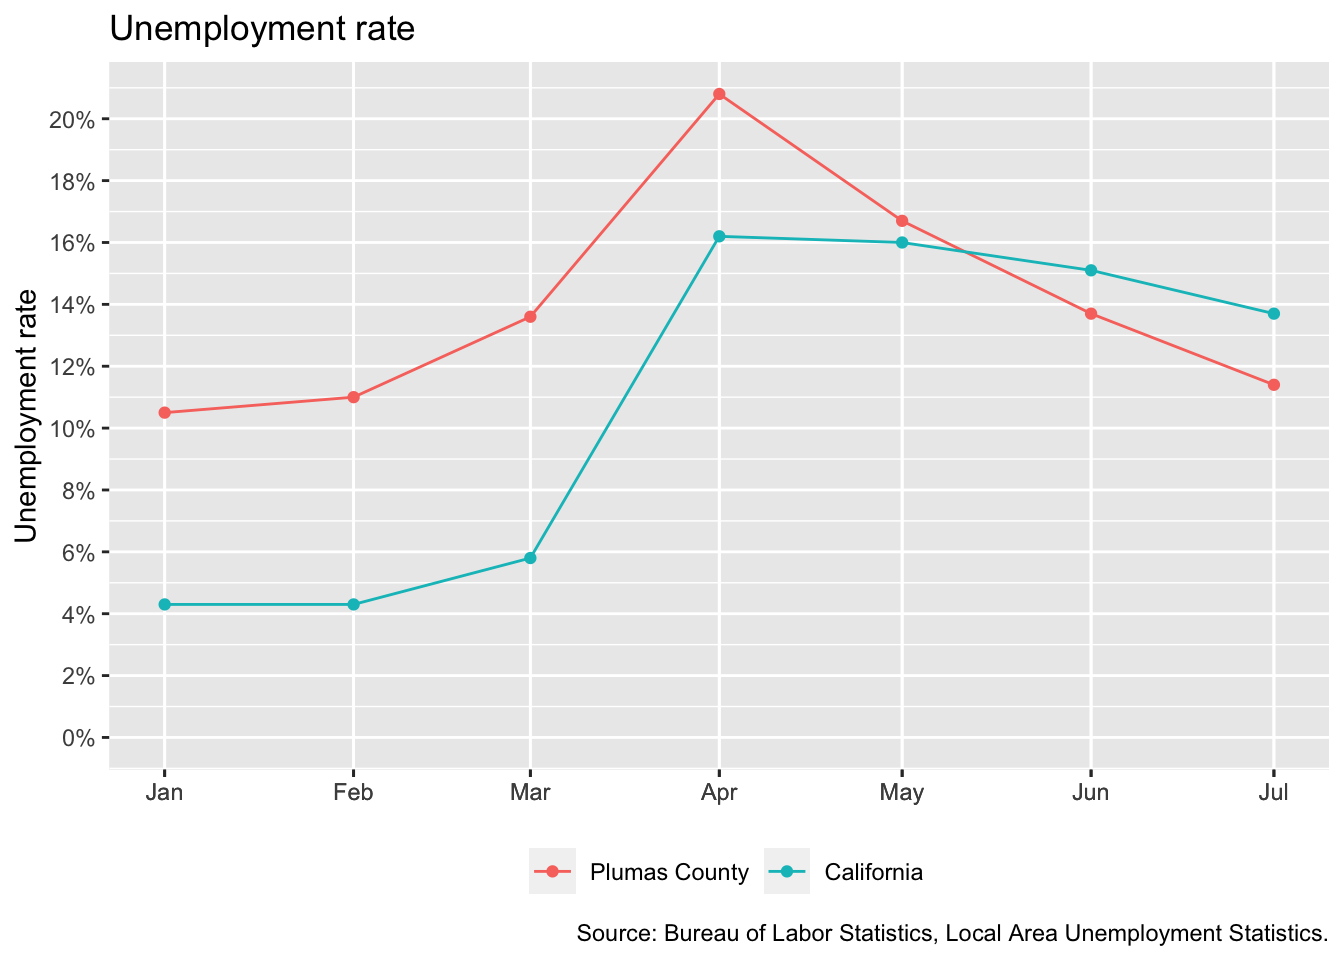 Unemployment rate
Unemployment rate
20%
18%
16%
14%
12%
10%
8%
6%
4%
2%
0%
Jan Feb Mar Apr May Jun Jul
Plumas County California
Source: Bureau of Labor Statistics, Local Area Unemployment Statistics.